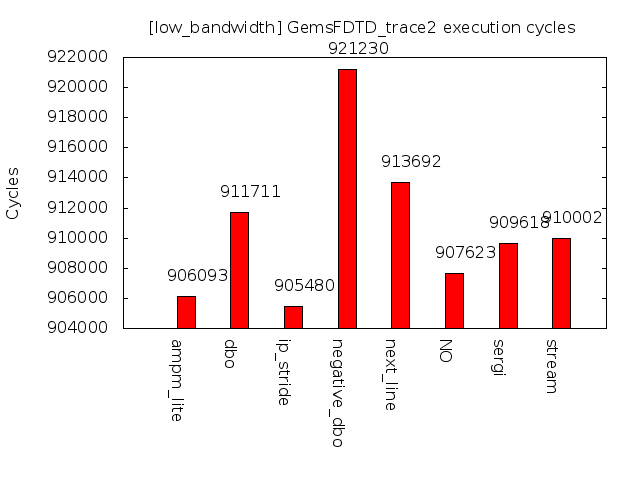 [low_bandwidth] GemsFDTD_trace2 execution cycles
Cycles
922000
920000
918000
916000
914000
912000
910000
908000
906000
904000
906093
911711
905480
921230
913692
907623
909618
910002
ampm_lite
dbo
ip_stride
negative_dbo
next_line
NO
sergi
stream